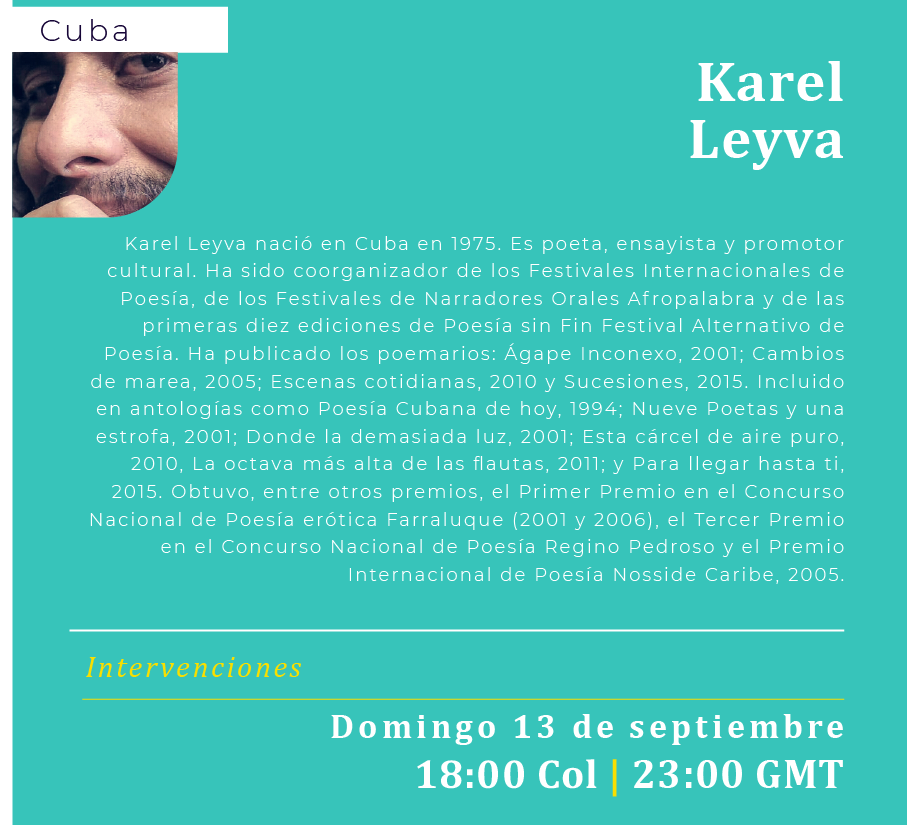 Cuba
Karel
Leyva
Karel Leyva nació en Cuba en 1975. Es poeta, ensayista y promotor
cultural. Ha sido coorganizador de los Festivales Internacionales de
Poesía, de los Festivales de Narradores Orales Afropalabra y de las
primeras diez ediciones de Poesía sin Fin Festival Alternativo de
Poesía. Ha publicado los poemarios: Ágape Inconexo, 2001; Cambios
de marea, 2005; Escenas cotidianas, 2010 y Sucesiones, 2015. Incluido
en antologías como Poesía Cubana de hoy, 1994; Nueve Poetas y una
estrofa, 2001; Donde la demasiada luz, 2001; Esta cárcel de aire puro,
2010, La octava más alta de las flautas, 2011; y Para llegar hasta ti,
2015. Obtuvo, entre otros premios, el Primer Premio en el Concurso
Nacional de Poesía erótica Farraluque (2001 y 2006), el Tercer Premio
en el Concurso Nacional de Poesía Regino Pedroso y el Premio
Internacional de Poesía Nosside Caribe, 2005.
Intervenciones
Domingo 13 de septiembre
18:00 Col | 23:00 GMT